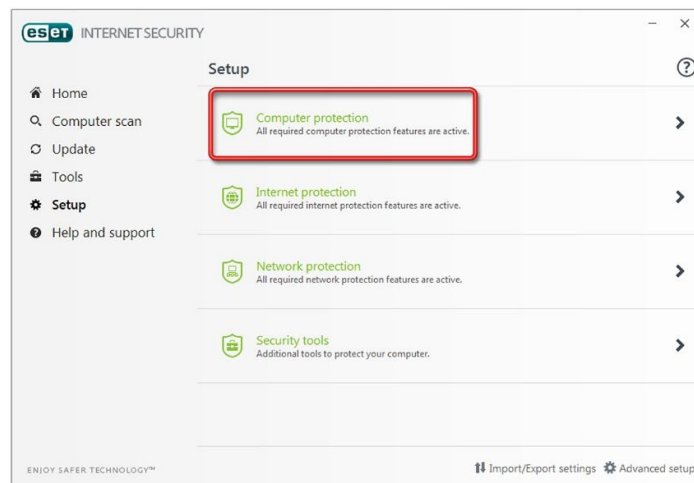 eset INTERNET SECURITY
Setup
Home
Computer scan
Update
Tools
Setup
Help and support
Computer protection
All required computer protection features are active.
Internet protection
All required internet protection features are active.
Network protection
All required network protection features are active.
Security tools
Additional tools to protect your computer.
ENJOY SAFER TECHNOLOGY™
Import/Export settings Advanced setup